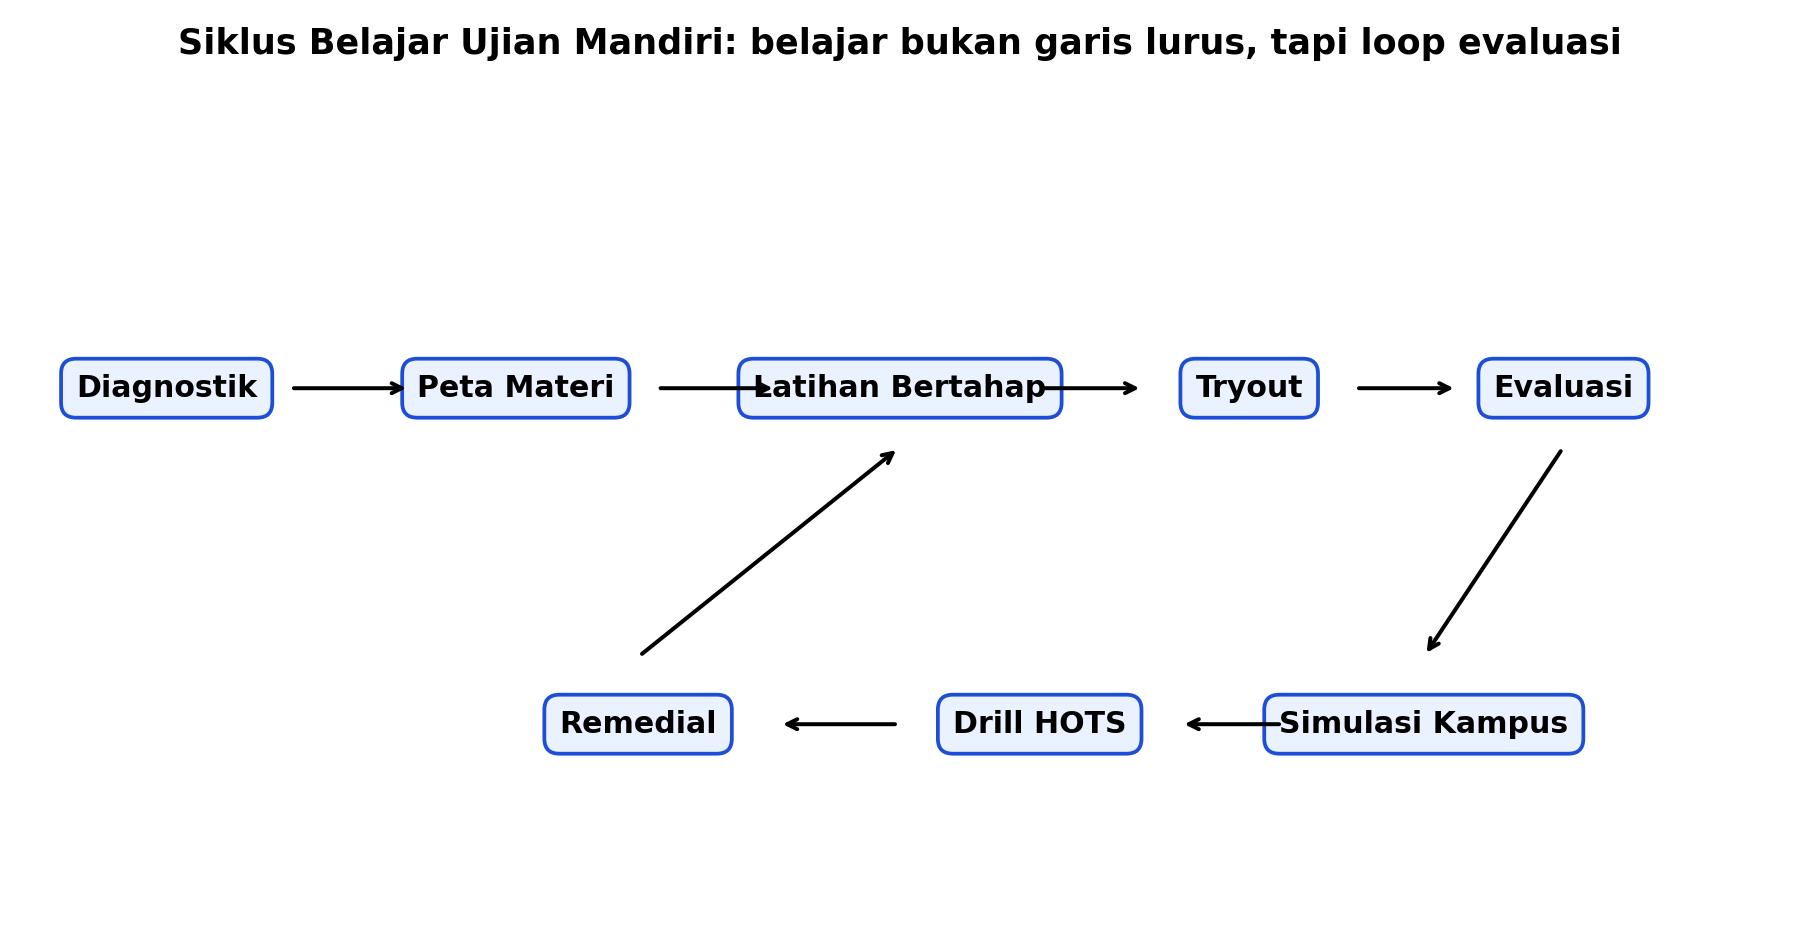 Siklus Belajar Ujian Mandiri: belajar bukan garis lurus, tapi loop evaluasi
Diagnostik
Peta Materi
Latihan Bertahap
Tryout
Evaluasi
Remedial
Drill HOTS
Simulasi Kampus